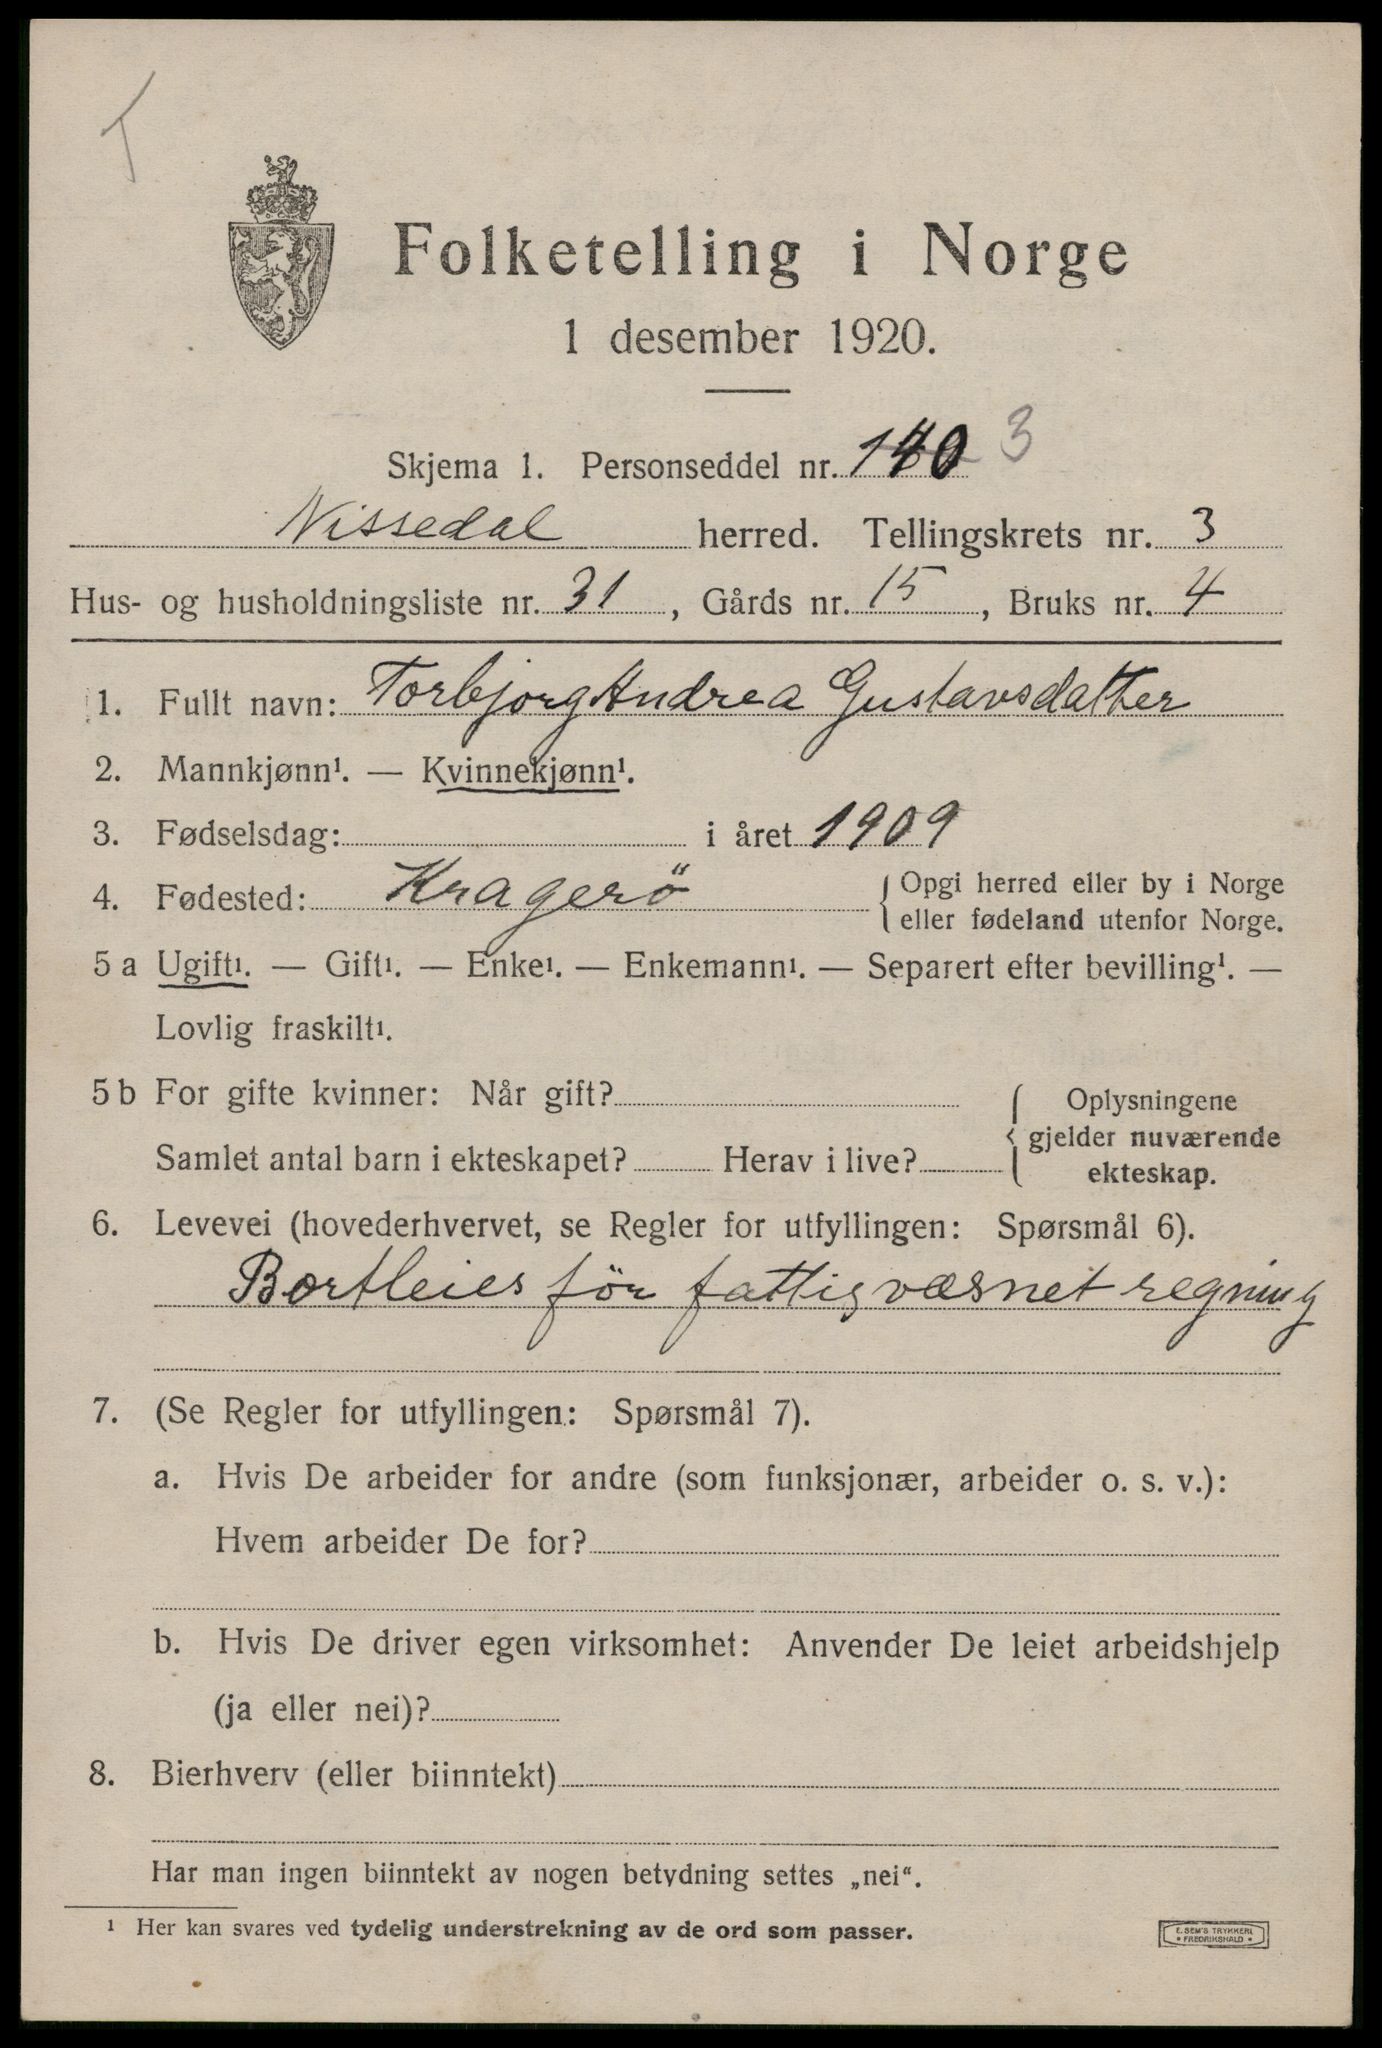 T
Folketelling i Norge
1 desember 1920.
Skjema 1. Personseddel nr. 140 3
Nissedal herred. Tellingskrets nr. 3
Hus- og husholdningsliste nr. 31, Gårds nr. 15, Bruks nr. 4
1. Fullt navn: Torbjorg Andrea Gustavsdatter
2. Mannkjønn¹. — Kvinnekjønn¹.
3. Fødselsdag: i året 1909
4. Fødested: Kragerö { Opgi herred eller by i Norge
eller fødeland utenfor Norge.
5 a Ugift¹. — Gift¹. — Enke¹. — Enkemann¹. — Separert efter bevilling¹. —
Lovlig fraskilt¹.
5 b For gifte kvinner: Når gift? { Oplysningene
gjelder nuværende
Samlet antal barn i ekteskapet? Herav i live?
ekteskap.
6. Levevei (hovederhvervet, se Regler for utfyllingen: Spørsmål 6).
Bortleies för fattigvæsnet regning
7. (Se Regler for utfyllingen: Spørsmål 7).
a. Hvis De arbeider for andre (som funksjonær, arbeider o. s. v.):
Hvem arbeider De for?
b. Hvis De driver egen virksomhet: Anvender De leiet arbeidshjelp
(ja eller nei)?
8. Bierhverv (eller biinntekt)
Har man ingen biinntekt av nogen betydning settes „nei“.
¹ Her kan svares ved tydelig understrekning av de ord som passer.
E. SEM'S TRYKKERI
• FREDRIKSHALD •